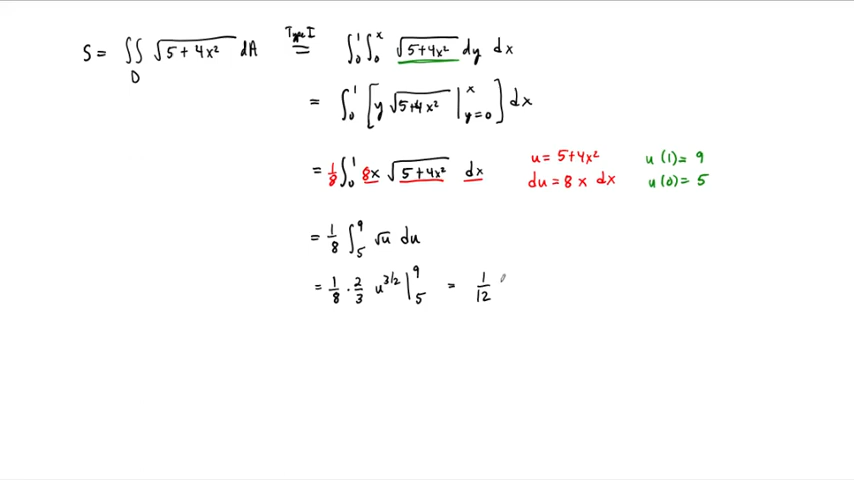 S = ∬_D √(5 + 4x²) dA Type I = ∫₀¹ ∫₀ˣ √(5+4x²) dy dx
= ∫₀¹ [ y √(5+4x²) |_{y=0}^{x} ] dx
= 1/8 ∫₀¹ 8x √(5+4x²) dx u = 5+4x² u(1) = 9
du = 8x dx u(0) = 5
= 1/8 ∫₅⁹ √u du
= 1/8 · 2/3 u^{3/2} |₅⁹ = 1/12